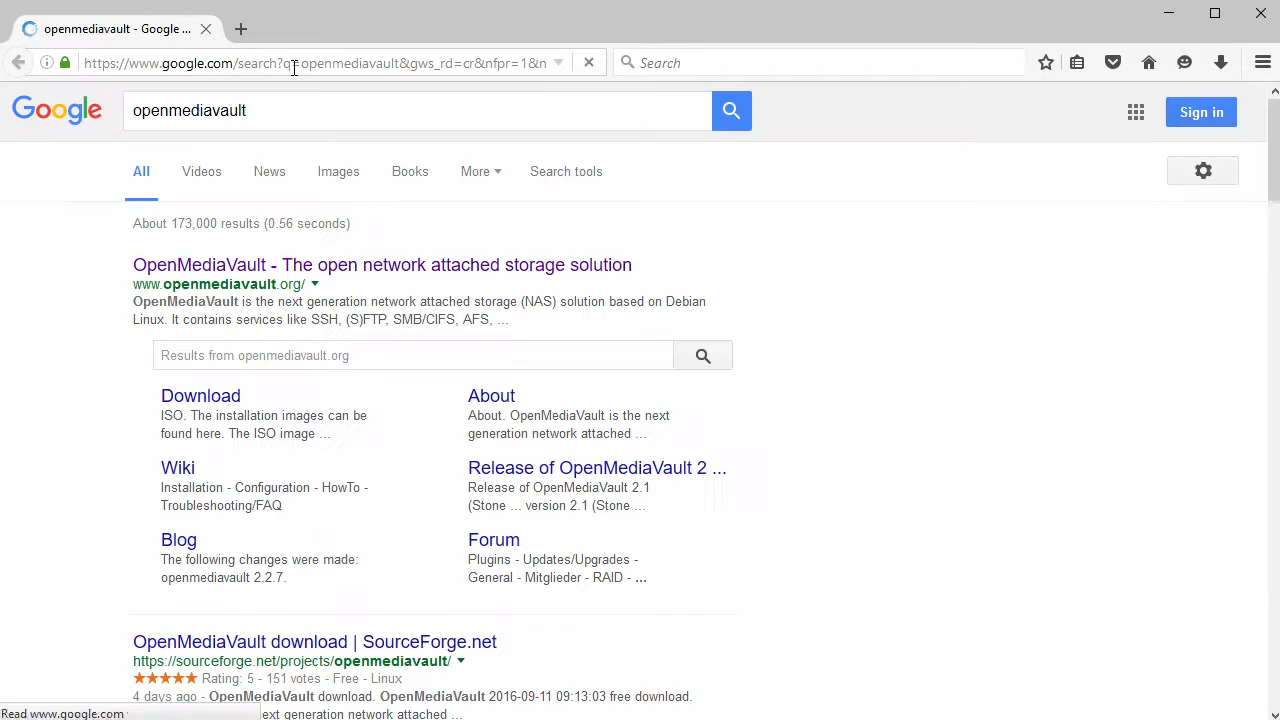 openmediavault - Google ...
https://www.google.com/search?q=openmediavault&gws_rd=cr&nfpr=1&n
Search
Google
openmediavault
Sign in
All Videos News Images Books More Search tools
About 173,000 results (0.56 seconds)
OpenMediaVault - The open network attached storage solution
www.openmediavault.org/
OpenMediaVault is the next generation network attached storage (NAS) solution based on Debian
Linux. It contains services like SSH, (S)FTP, SMB/CIFS, AFS, ...
Results from openmediavault.org
Download
ISO. The installation images can be
found here. The ISO image ...
About
About. OpenMediaVault is the next
generation network attached ...
Wiki
Installation - Configuration - HowTo -
Troubleshooting/FAQ
Release of OpenMediaVault 2 ...
Release of OpenMediaVault 2.1
(Stone ... version 2.1 (Stone ...
Blog
The following changes were made:
openmediavault 2.2.7.
Forum
Plugins - Updates/Upgrades -
General - Mitglieder - RAID - ...
OpenMediaVault download | SourceForge.net
https://sourceforge.net/projects/openmediavault/
Rating: 5 - 151 votes - Free - Linux
4 days ago - OpenMediaVault download. OpenMediaVault 2016-09-11 09:13:03 free download.
Read www.google.com
next generation network attached storage ...